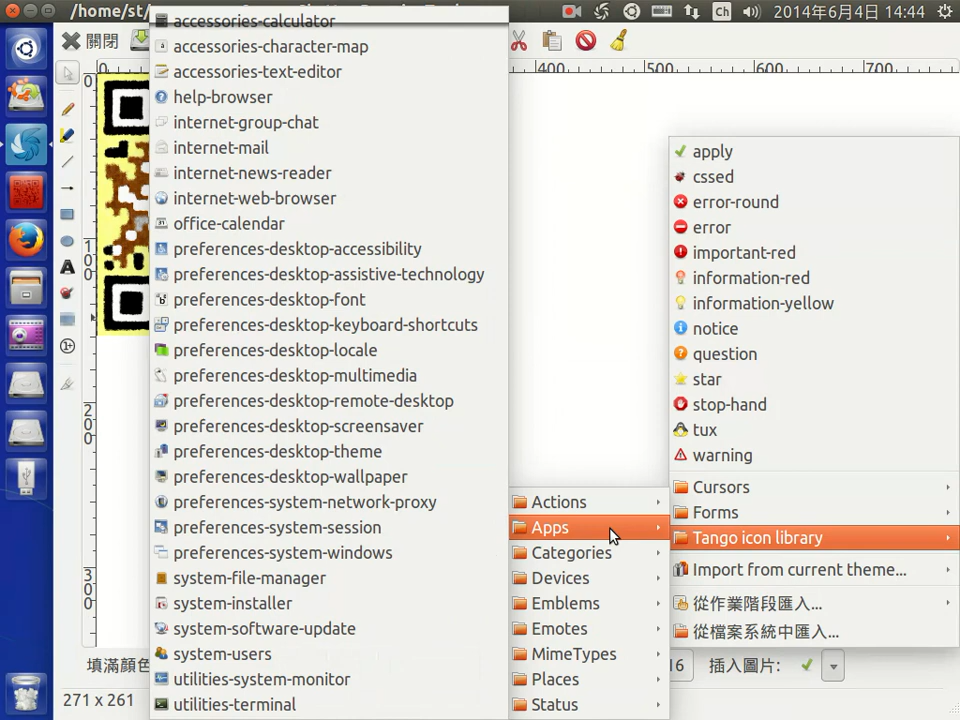 /home/st/
Ch
2014年6月4日 14:44
關閉
0
400
500
600
700
0
100
200
300
accessories-calculator
accessories-character-map
accessories-text-editor
help-browser
internet-group-chat
internet-mail
internet-news-reader
internet-web-browser
office-calendar
preferences-desktop-accessibility
preferences-desktop-assistive-technology
preferences-desktop-font
preferences-desktop-keyboard-shortcuts
preferences-desktop-locale
preferences-desktop-multimedia
preferences-desktop-remote-desktop
preferences-desktop-screensaver
preferences-desktop-theme
preferences-desktop-wallpaper
preferences-system-network-proxy
preferences-system-session
preferences-system-windows
system-file-manager
system-installer
system-software-update
system-users
utilities-system-monitor
utilities-terminal
Actions
Apps
Categories
Devices
Emblems
Emotes
MimeTypes
Places
Status
apply
cssed
error-round
error
important-red
information-red
information-yellow
notice
question
star
stop-hand
tux
warning
Cursors
Forms
Tango icon library
Import from current theme...
從作業階段匯入...
從檔案系統中匯入...
填滿顏色
16
插入圖片:
271 x 261